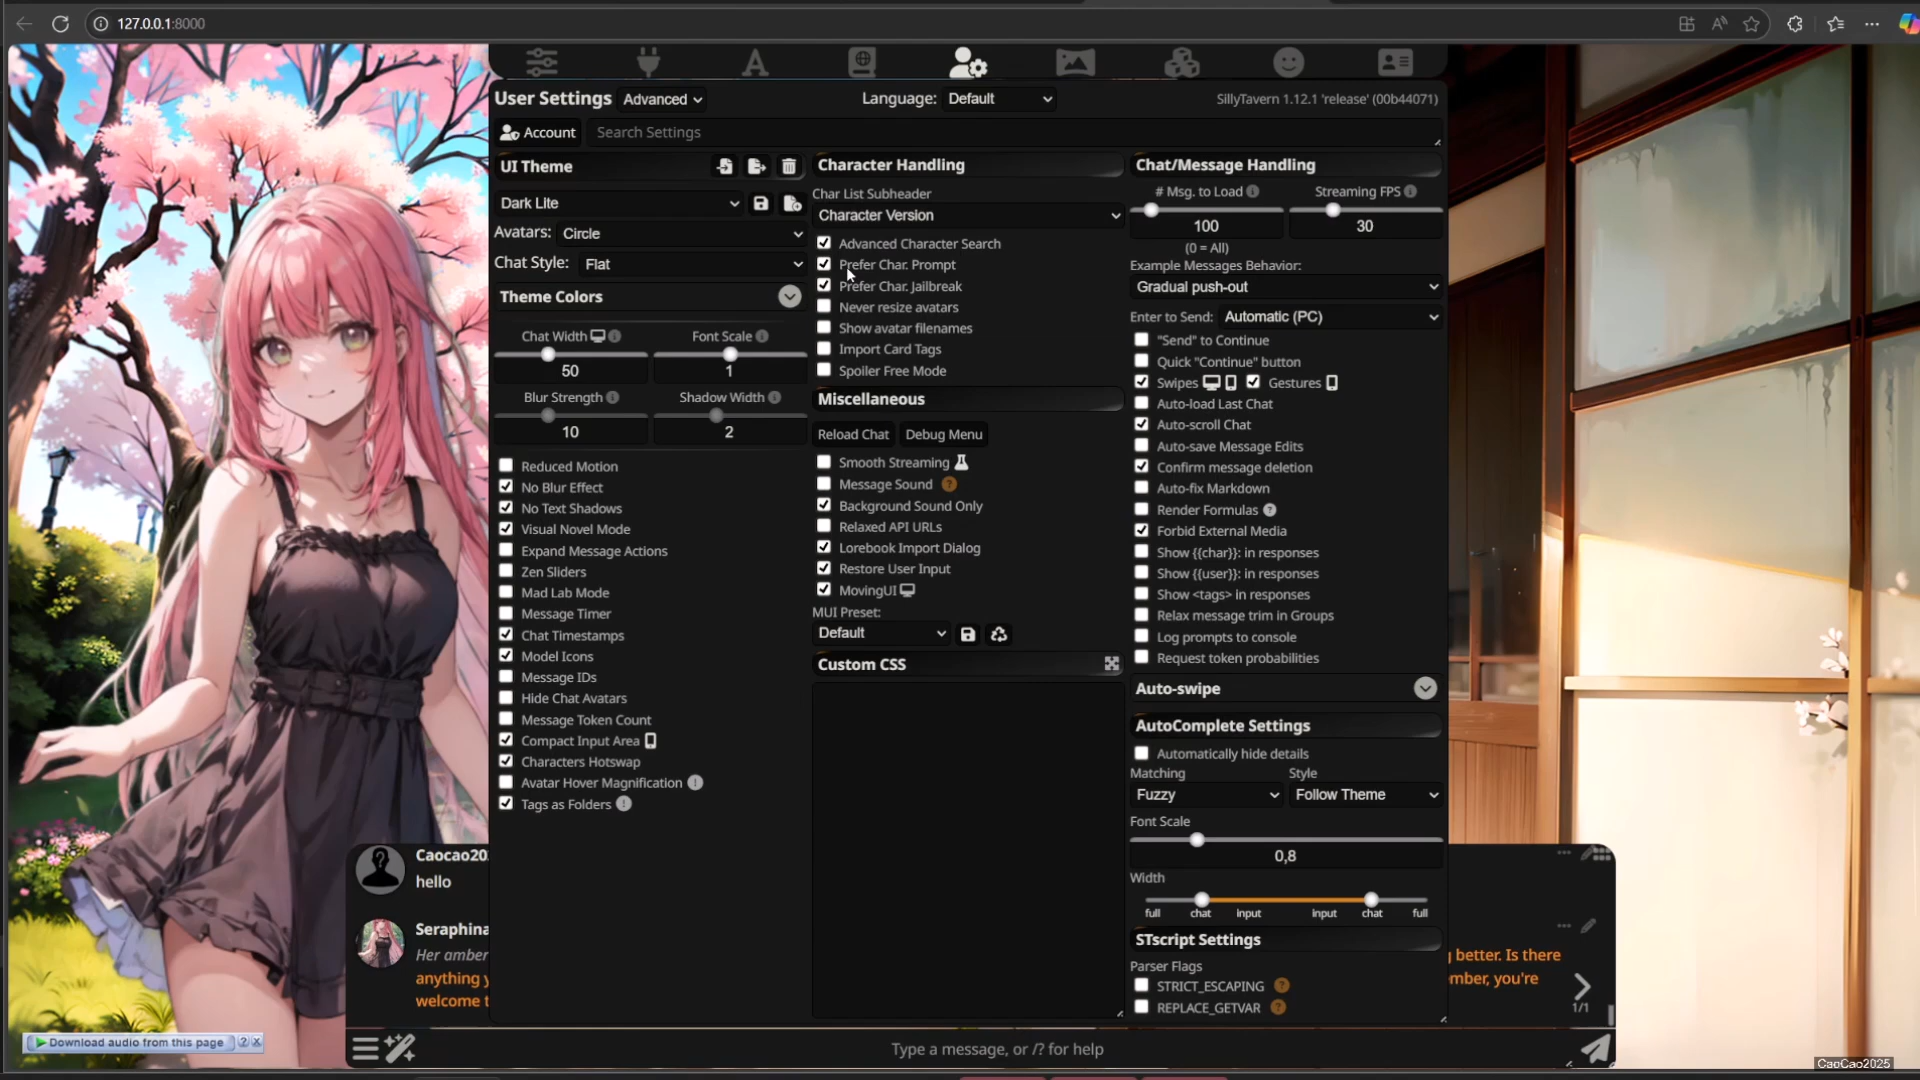 127.0.0.1:8000
User Settings Advanced
Language: Default
SillyTavern 1.12.1 'release' (00b44071)
Account
Search Settings
UI Theme
Dark Lite
Avatars: Circle
Chat Style: Flat
Theme Colors
Chat Width
Font Scale
50
1
Blur Strength
Shadow Width
10
2
Reduced Motion
No Blur Effect
No Text Shadows
Visual Novel Mode
Expand Message Actions
Zen Sliders
Mad Lab Mode
Message Timer
Chat Timestamps
Model Icons
Message IDs
Hide Chat Avatars
Message Token Count
Compact Input Area
Characters Hotswap
Avatar Hover Magnification
Tags as Folders
Character Handling
Char List Subheader
Character Version
Advanced Character Search
Prefer Char. Prompt
Prefer Char. Jailbreak
Never resize avatars
Show avatar filenames
Import Card Tags
Spoiler Free Mode
Miscellaneous
Reload Chat
Debug Menu
Smooth Streaming
Message Sound
Background Sound Only
Relaxed API URLs
Lorebook Import Dialog
Restore User Input
MovingUI
MUI Preset:
Default
Custom CSS
Chat/Message Handling
# Msg. to Load
Streaming FPS
100
30
(0 = All)
Example Messages Behavior:
Gradual push-out
Enter to Send: Automatic (PC)
"Send" to Continue
Quick "Continue" button
Swipes
Gestures
Auto-load Last Chat
Auto-scroll Chat
Auto-save Message Edits
Confirm message deletion
Auto-fix Markdown
Render Formulas
Forbid External Media
Show {{char}}: in responses
Show {{user}}: in responses
Show <tags> in responses
Relax message trim in Groups
Log prompts to console
Request token probabilities
Auto-swipe
AutoComplete Settings
Automatically hide details
Matching
Style
Fuzzy
Follow Theme
Font Scale
0,8
Width
full chat input input chat full
STscript Settings
Parser Flags
STRICT_ESCAPING
REPLACE_GETVAR
Caocao20
hello
Seraphina
Her amber
anything y
welcome t
g better. Is there
mber, you're
1/1
Download audio from this page
Type a message, or /? for help
CaoCao2025